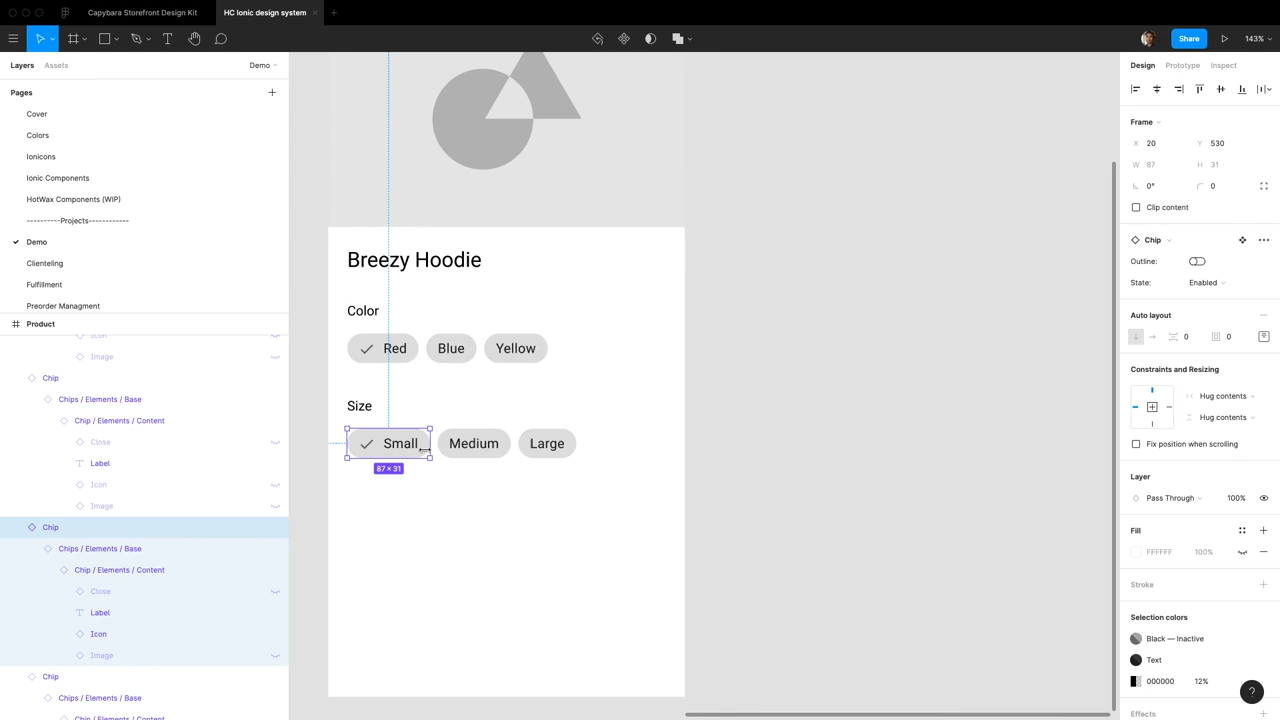 Capybara Storefront Design Kit
HC Ionic design system
Share
143%
Layers
Assets
Demo
Pages
Cover
Colors
Ionicons
Ionic Components
HotWax Components (WIP)
----------Projects------------
Demo
Clienteling
Fulfillment
Preorder Managment
Product
Icon
Image
Chip
Chips / Elements / Base
Chip / Elements / Content
Close
Label
Icon
Image
Chip
Chips / Elements / Base
Chip / Elements / Content
Close
Label
Icon
Image
Chip
Chips / Elements / Base
Chip / Elements / Content
Breezy Hoodie
Color
Red Blue Yellow
Size
Small Medium Large
87 × 31
Design Prototype Inspect
Frame
X 20 Y 530
W 87 H 31
0° 0
Clip content
Chip
Outline:
State: Enabled
Auto layout
0 0
Constraints and Resizing
Hug contents
Hug contents
Fix position when scrolling
Layer
Pass Through 100%
Fill
FFFFFF 100%
Stroke
Selection colors
Black — Inactive
Text
000000 12%
Effects
?